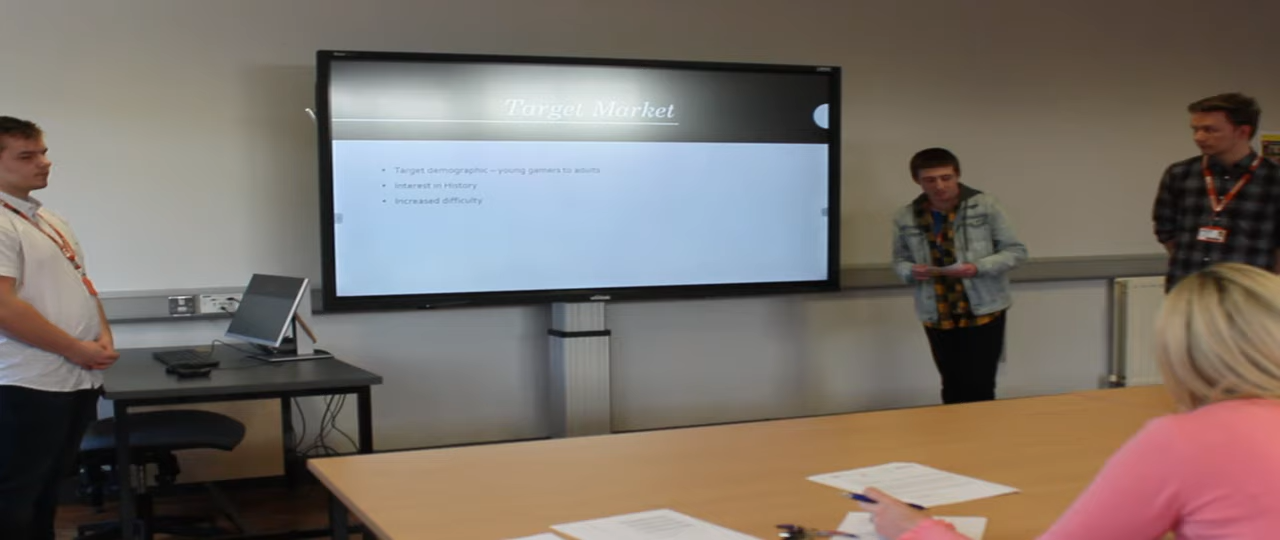 Target Market
• Target demographic – young gamers to adults
• Interest in History
• Increased difficulty